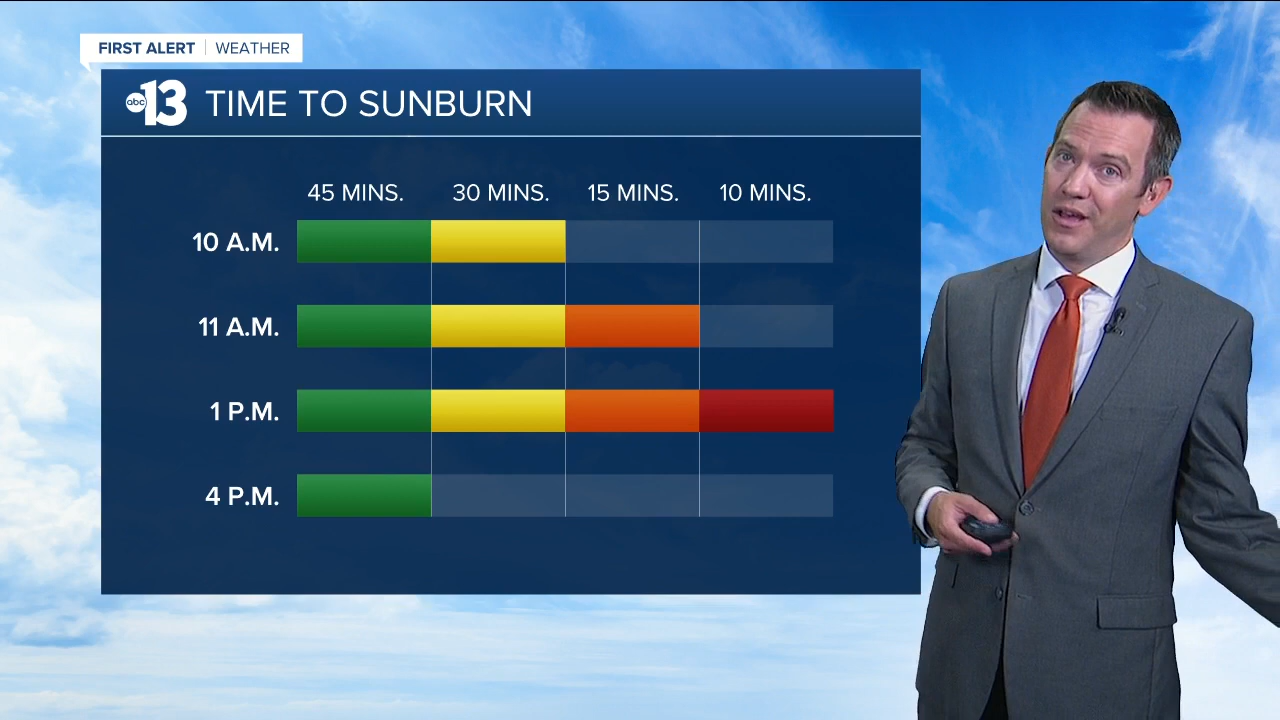 FIRST ALERT | WEATHER
abc 13 TIME TO SUNBURN
45 MINS. 30 MINS. 15 MINS. 10 MINS.
10 A.M.
11 A.M.
1 P.M.
4 P.M.